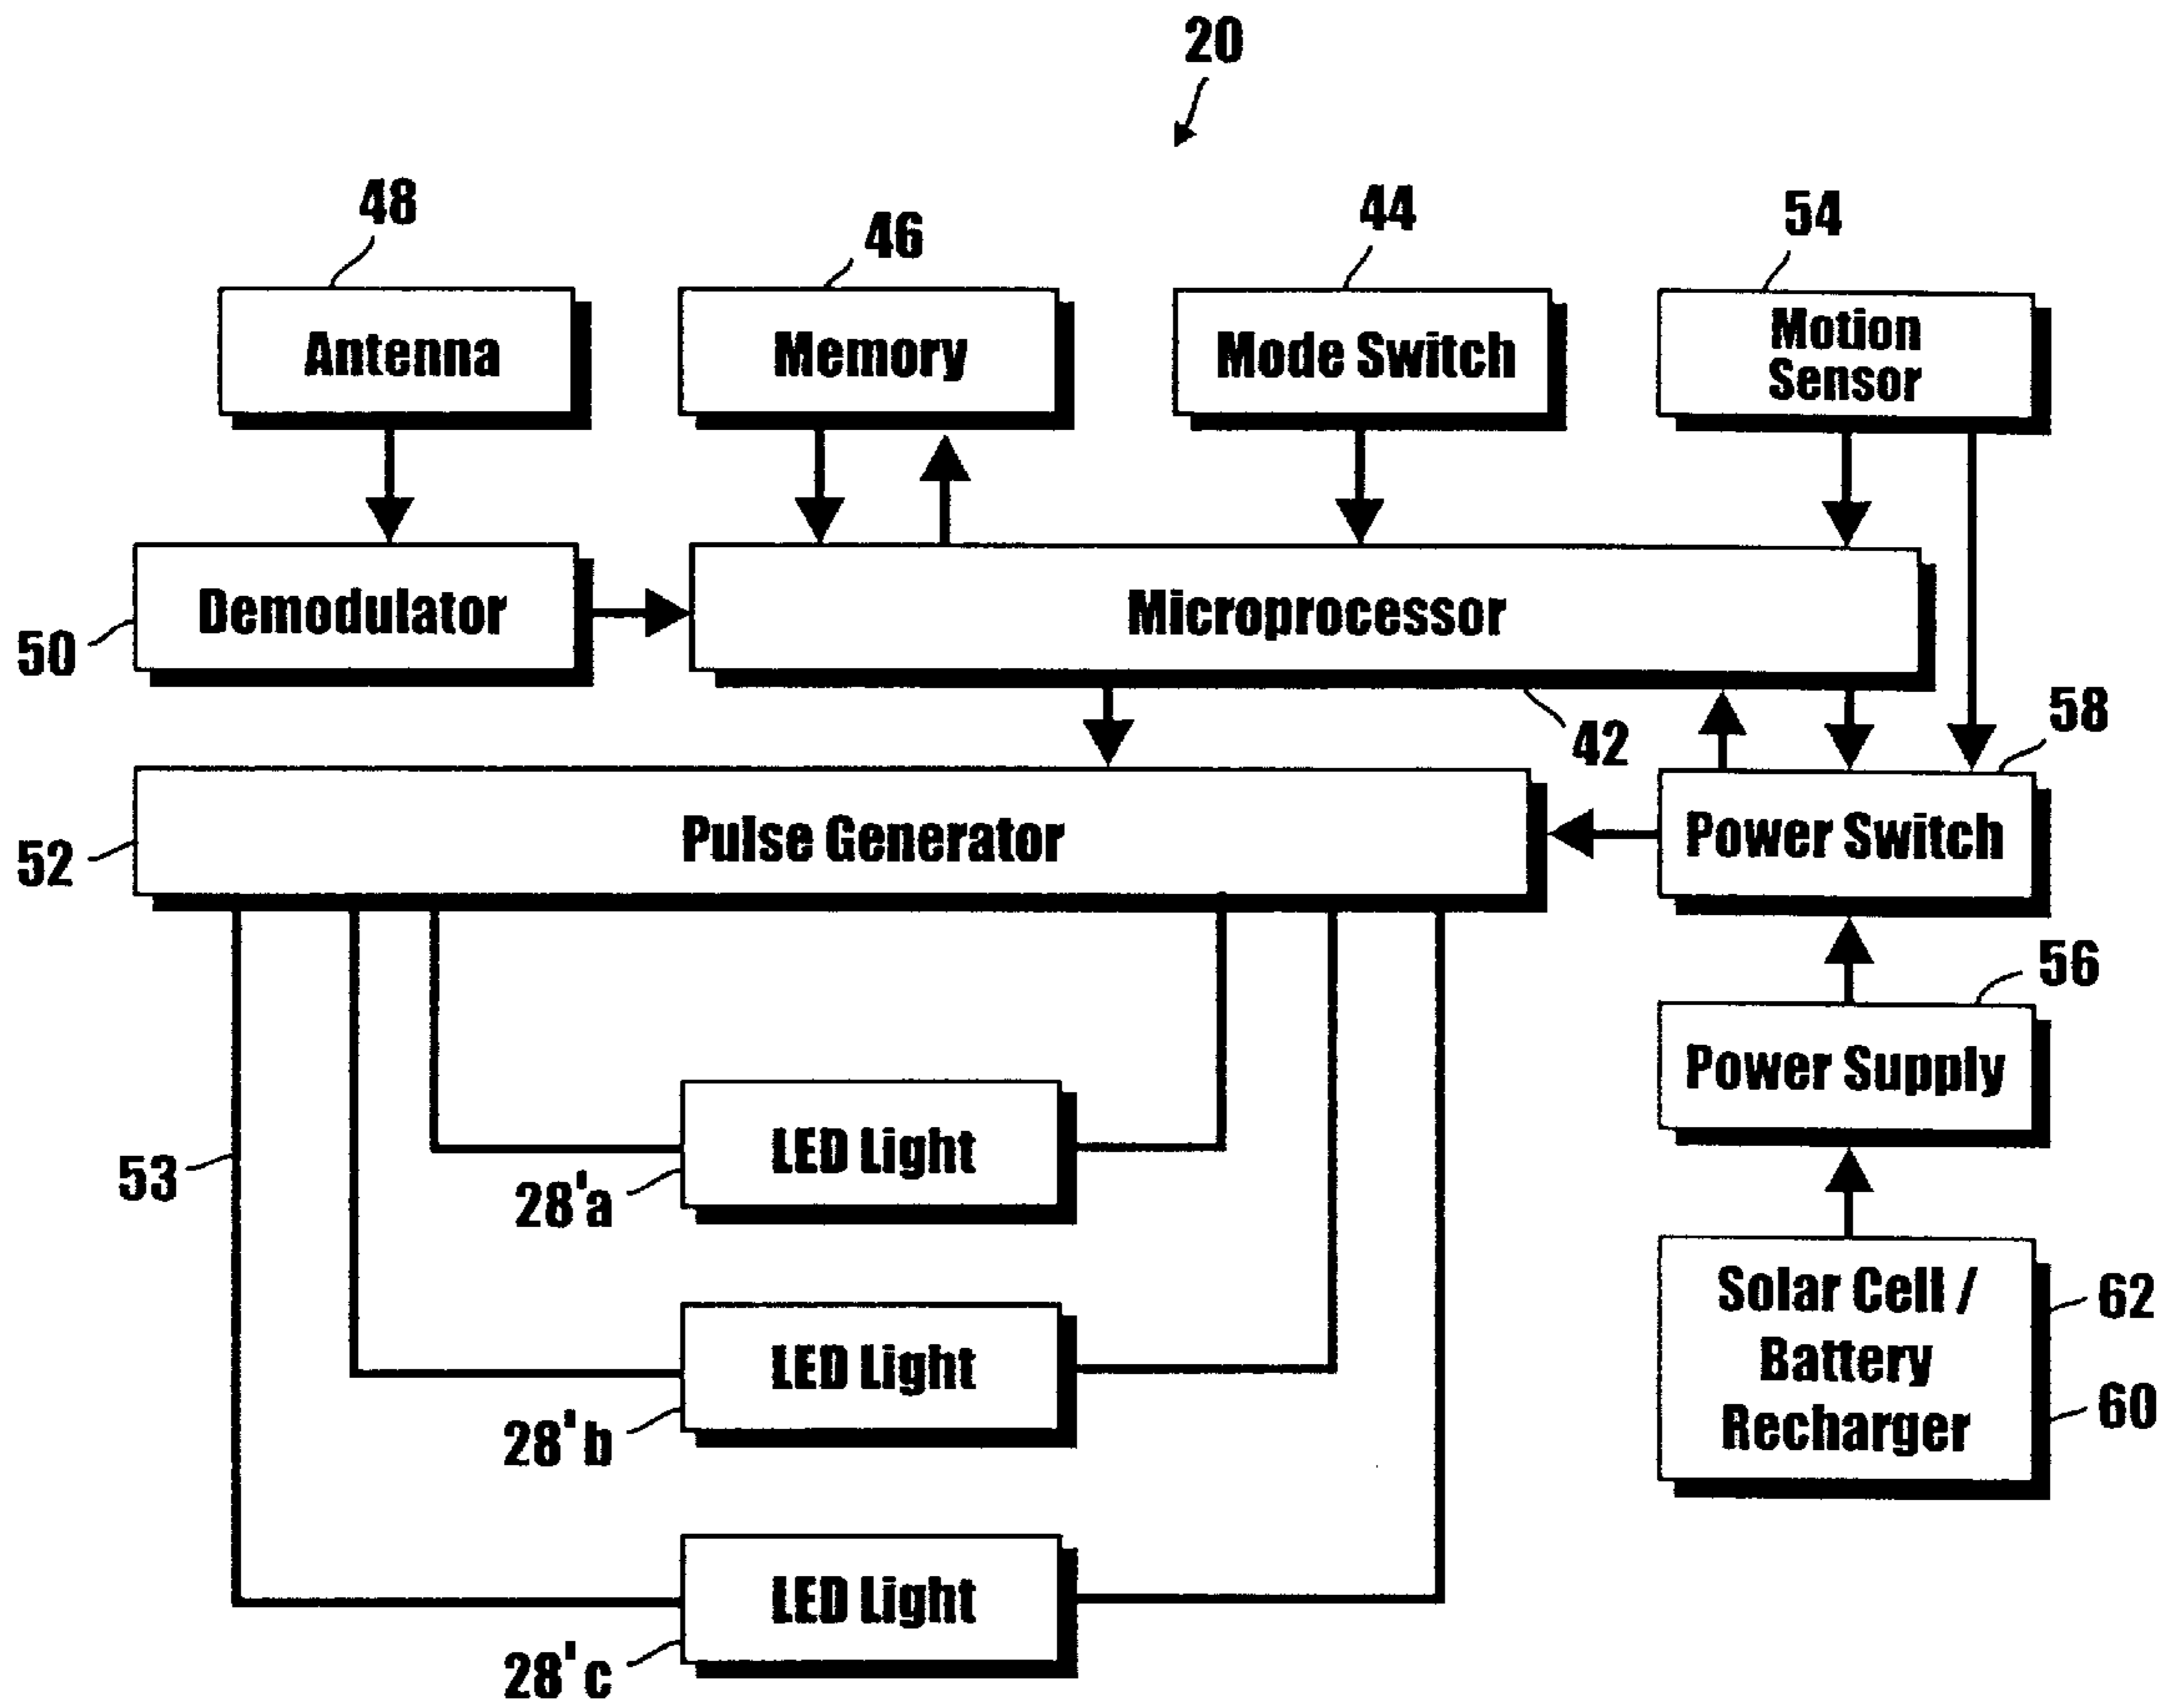 20
48
46
44
54
Antenna
Memory
Mode Switch
Motion
Sensor
Demodulator
Microprocessor
50
42
58
Pulse Generator
Power Switch
52
56
Power Supply
LED Light
53
28'a
Solar Cell /
62
LED Light
Battery
60
Recharger
28'b
LED Light
28'c